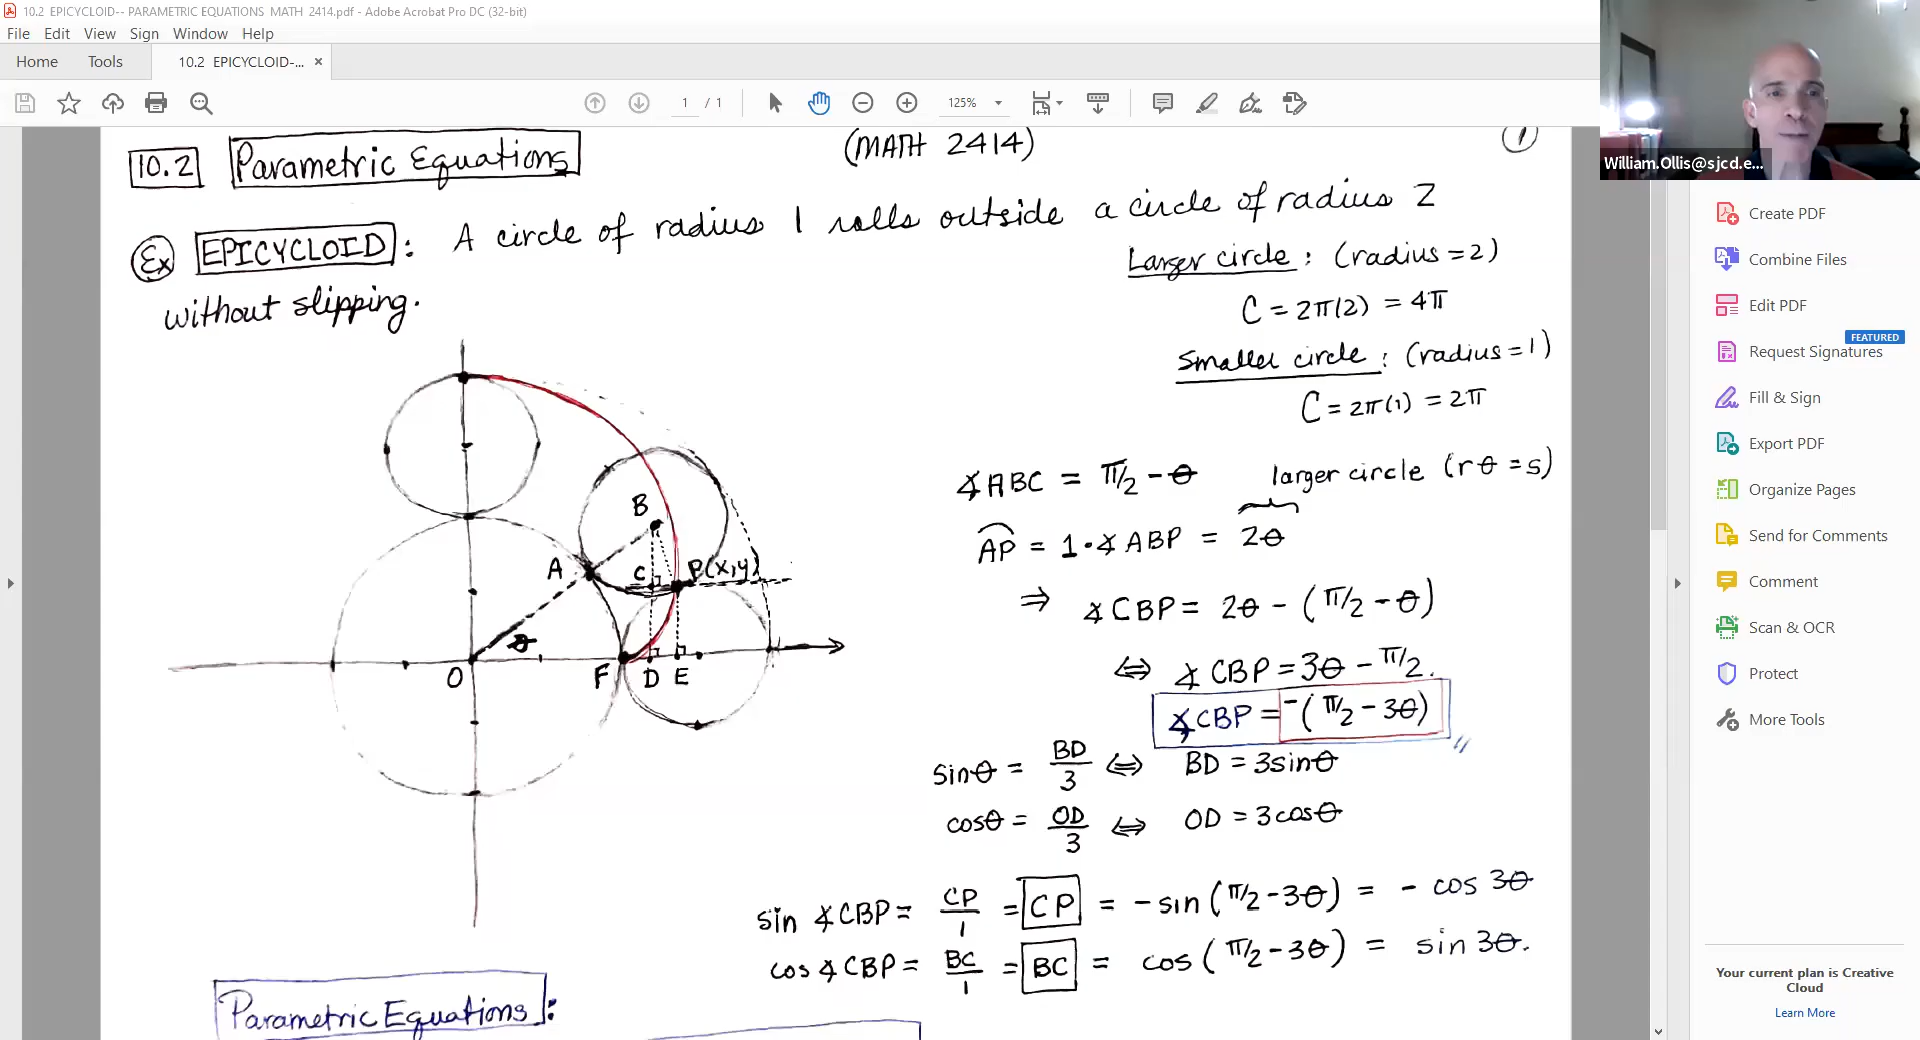 10.2 EPICYCLOID-- PARAMETRIC EQUATIONS MATH 2414.pdf - Adobe Acrobat Pro DC (32-bit)
File Edit View Sign Window Help
Home Tools 10.2 EPICYCLOID-... ×
1 / 1 125%
William.Ollis@sjcd.e...
10.2 Parametric Equations (MATH 2414) 1
Ex EPICYCLOID: A circle of radius 1 rolls outside a circle of radius 2
without slipping.
Larger circle: (radius = 2)
C = 2π(2) = 4π
Smaller circle: (radius = 1)
C = 2π(1) = 2π
∡ABC = π/2 - θ larger circle (rθ = s)
AP = 1·∡ABP = 2θ
⇒ ∡CBP = 2θ - (π/2 - θ)
⇔ ∡CBP = 3θ - π/2.
∡CBP = -(π/2 - 3θ)
sinθ = BD/3 ⇔ BD = 3sinθ
cosθ = OD/3 ⇔ OD = 3cosθ
sin ∡CBP = CP/1 = CP = -sin(π/2 - 3θ) = - cos 3θ
cos ∡CBP = BC/1 = BC = cos(π/2 - 3θ) = sin 3θ.
B
A C P(x,y)
θ
O F D E
Parametric Equations:
Create PDF
Combine Files
Edit PDF
FEATURED
Request Signatures
Fill & Sign
Export PDF
Organize Pages
Send for Comments
Comment
Scan & OCR
Protect
More Tools
Your current plan is Creative
Cloud
Learn More